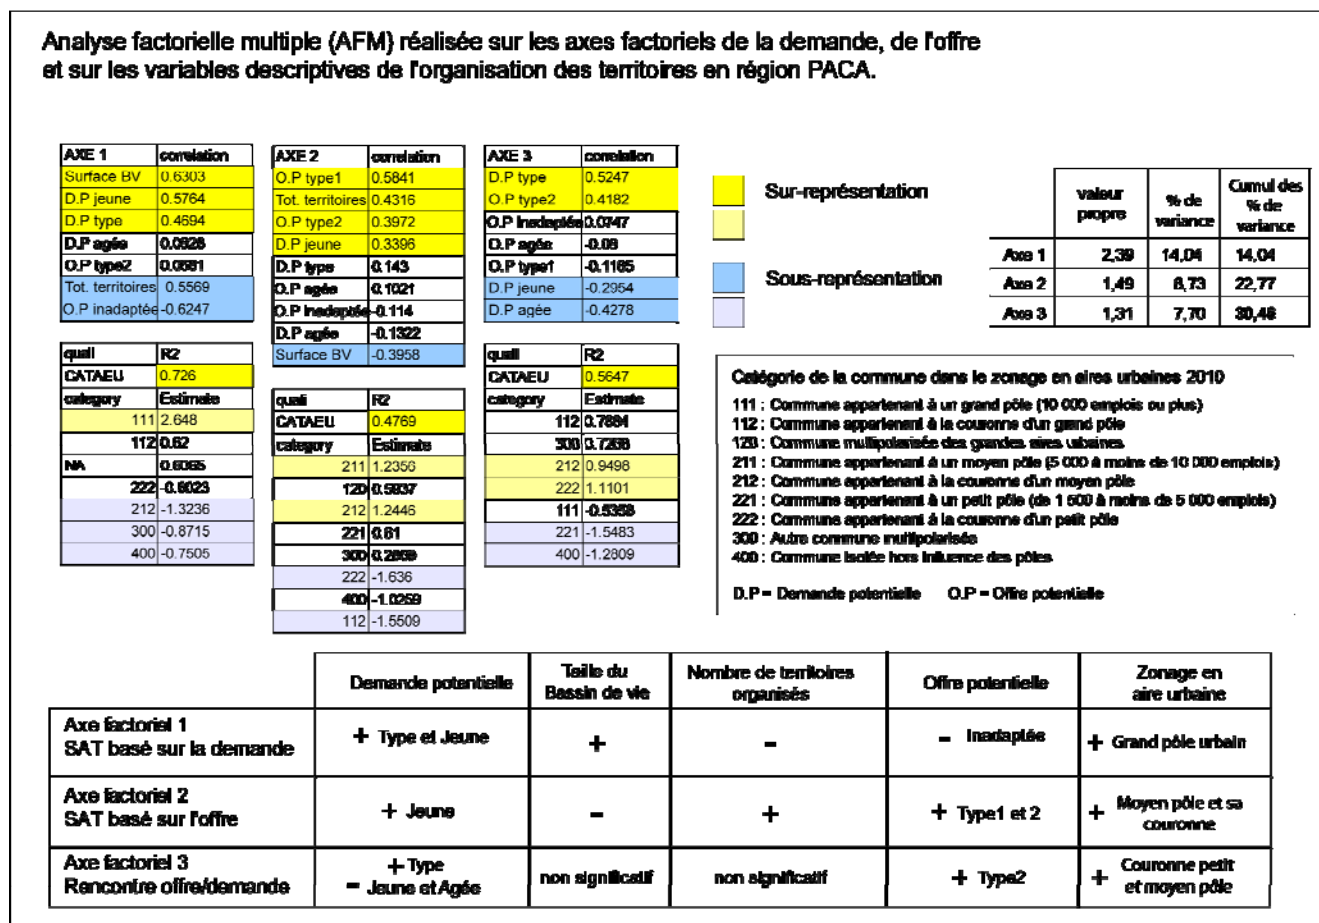 Analyse factorielle multiple (AFM) réalisée sur les axes factoriels de la demande, de l'offre
et sur les variables descriptives de l'organisation des territoires en région PACA.
AXE 1 correlation
Surface BV 0.6303
D.P jeune 0.5764
D.P type 0.4694
D.P agée 0.0826
O.P type2 0.0581
Tot. territoires 0.5569
O.P inadaptée -0.6247
quali R2
CATAEU 0.726
category Estimate
111 2.648
112 0.62
NA 0.6065
222 -0.6023
212 -1.3236
300 -0.8715
400 -0.7505
AXE 2 correlation
O.P type1 0.5841
Tot. territoires 0.4316
O.P type2 0.3972
D.P jeune 0.3396
D.P type 0.143
O.P agée 0.1021
O.P inadaptée -0.114
D.P agée -0.1322
Surface BV -0.3958
quali R2
CATAEU 0.4769
category Estimate
211 1.2356
120 0.5937
212 1.2446
221 0.61
300 0.2869
222 -1.636
400 -1.0259
112 -1.5509
AXE 3 correlation
D.P type 0.5247
O.P type2 0.4182
O.P inadaptée 0.0747
O.P agée -0.09
O.P type1 -0.1165
D.P jeune -0.2954
D.P agée -0.4278
quali R2
CATAEU 0.5647
category Estimate
112 0.7884
300 0.7268
212 0.9498
222 1.1101
111 -0.5358
221 -1.5483
400 -1.2809
Sur-représentation
Sous-représentation
valeur propre % de variance Cumul des % de variance
Axe 1 2,39 14,04 14,04
Axe 2 1,49 8,73 22,77
Axe 3 1,31 7,70 30,48
Catégorie de la commune dans le zonage en aires urbaines 2010
111 : Commune appartenant à un grand pôle (10 000 emplois ou plus)
112 : Commune appartenant à la couronne d'un grand pôle
120 : Commune multipolarisée des grandes aires urbaines
211 : Commune appartenant à un moyen pôle (5 000 à moins de 10 000 emplois)
212 : Commune appartenant à la couronne d'un moyen pôle
221 : Commune appartenant à un petit pôle (de 1 500 à moins de 5 000 emplois)
222 : Commune appartenant à la couronne d'un petit pôle
300 : Autre commune multipolarisée
400 : Commune isolée hors influence des pôles
D.P = Demande potentielle O.P = Offre potentielle
Demande potentielle
Taille du
Bassin de vie
Nombre de territoires
organisés
Offre potentielle
Zonage en
aire urbaine
Axe factoriel 1
SAT basé sur la demande
+ Type et Jeune
+
-
- Inadaptée
+ Grand pôle urbain
Axe factoriel 2
SAT basé sur l'offre
+ Jeune
-
+
+ Type1 et 2
+ Moyen pôle et sa
couronne
Axe factoriel 3
Rencontre offre/demande
+ Type
- Jeune et Agée
non significatif
non significatif
+ Type2
+ Couronne petit
et moyen pôle